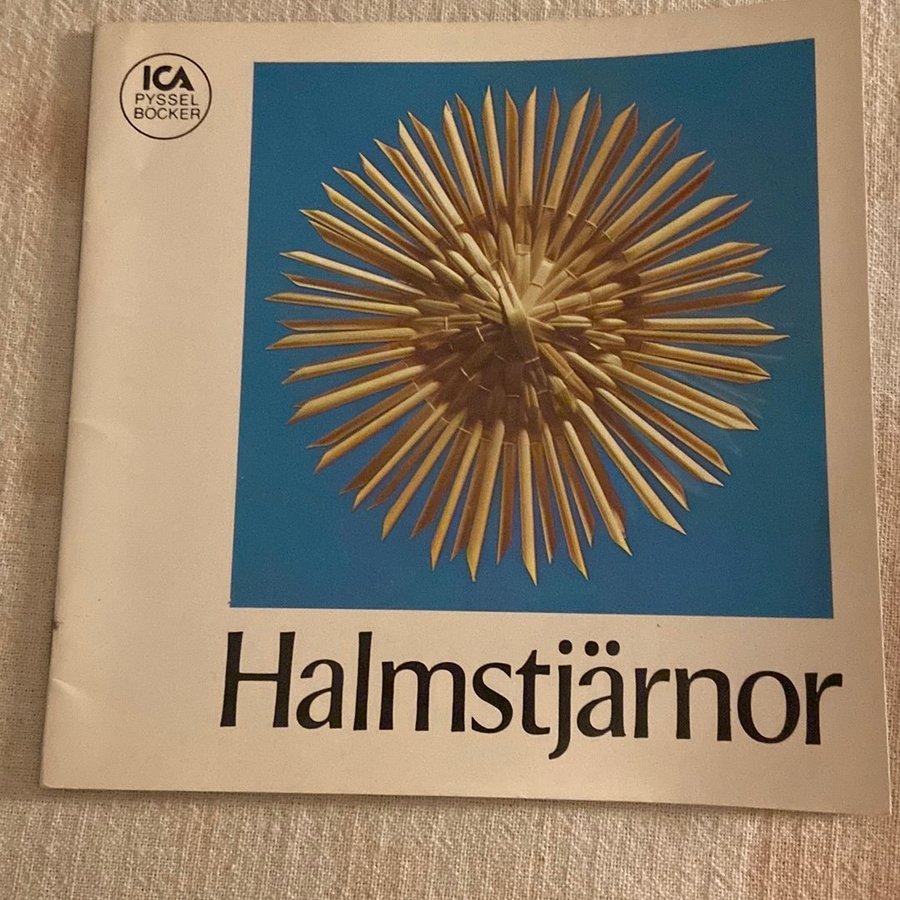 ICA
PYSSEL
BÖCKER
Halmstjärnor